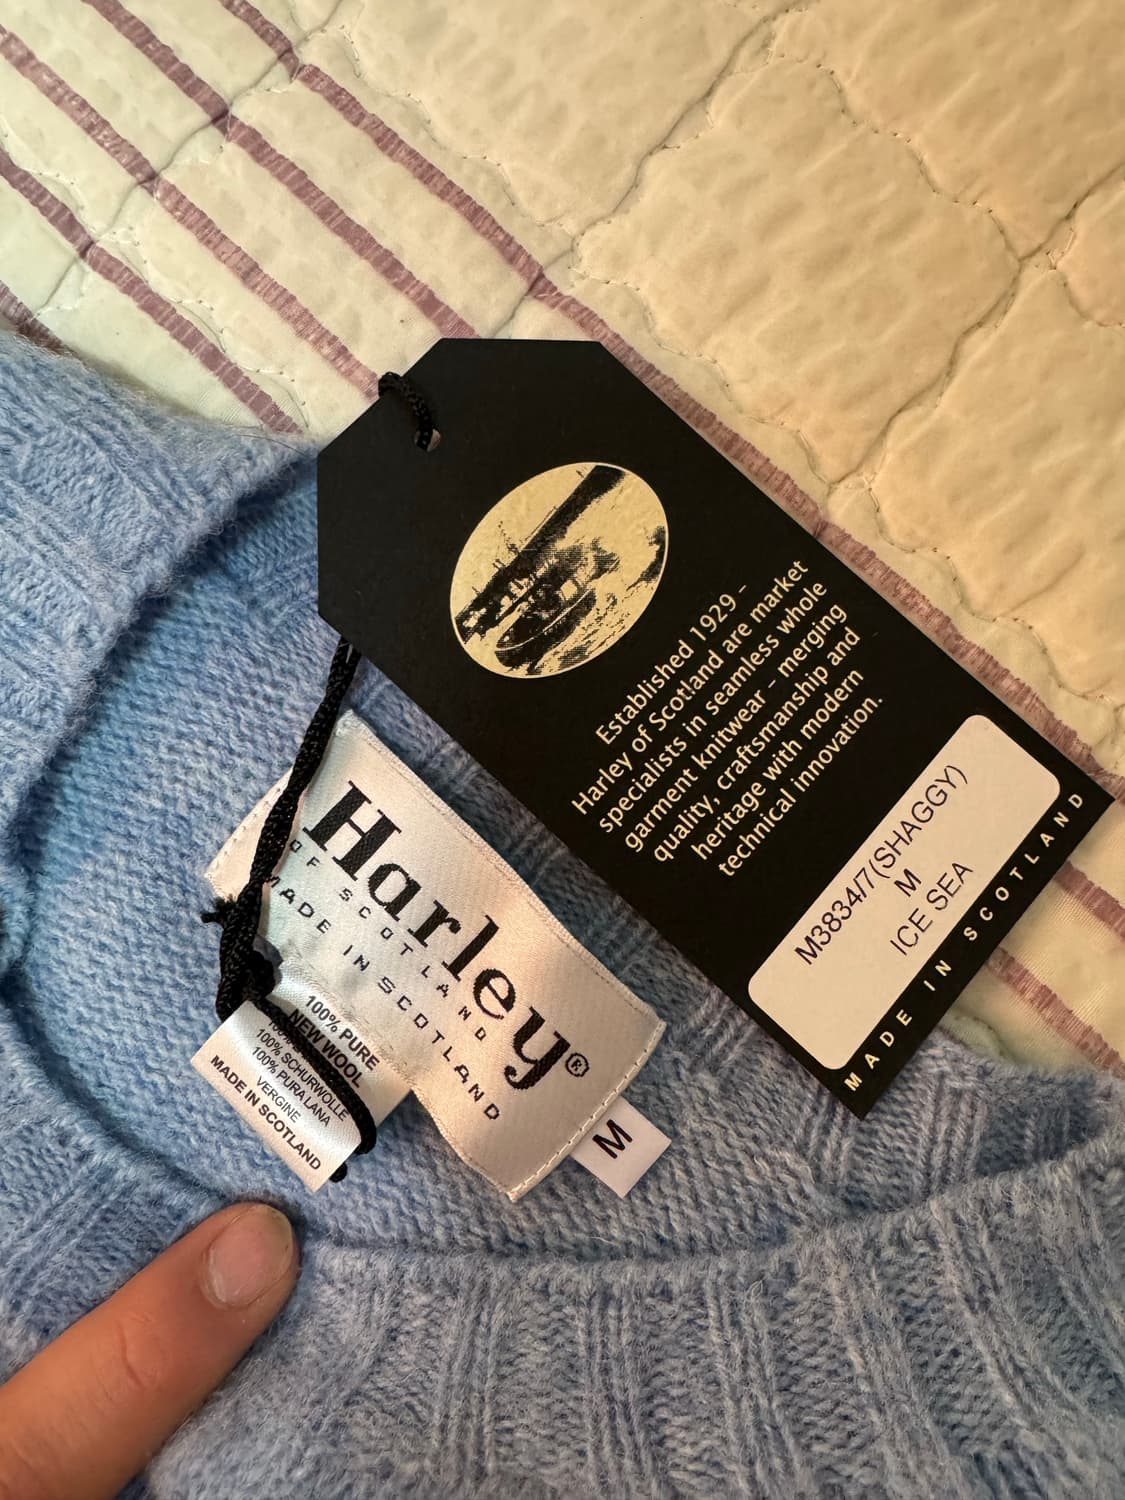 Established 1929 –
Harley of Scotland are market
specialists in seamless whole
garment knitwear – merging
quality, craftsmanship and
heritage with modern
technical innovation.
M3834/7(SHAGGY)
M
ICE SEA
MADE IN SCOTLAND
Harley®
OF SCOTLAND
MADE IN SCOTLAND
M
100% PURE
NEW WOOL
100% SCHURWOLLE
100% PURA LANA
VERGINE
MADE IN SCOTLAND